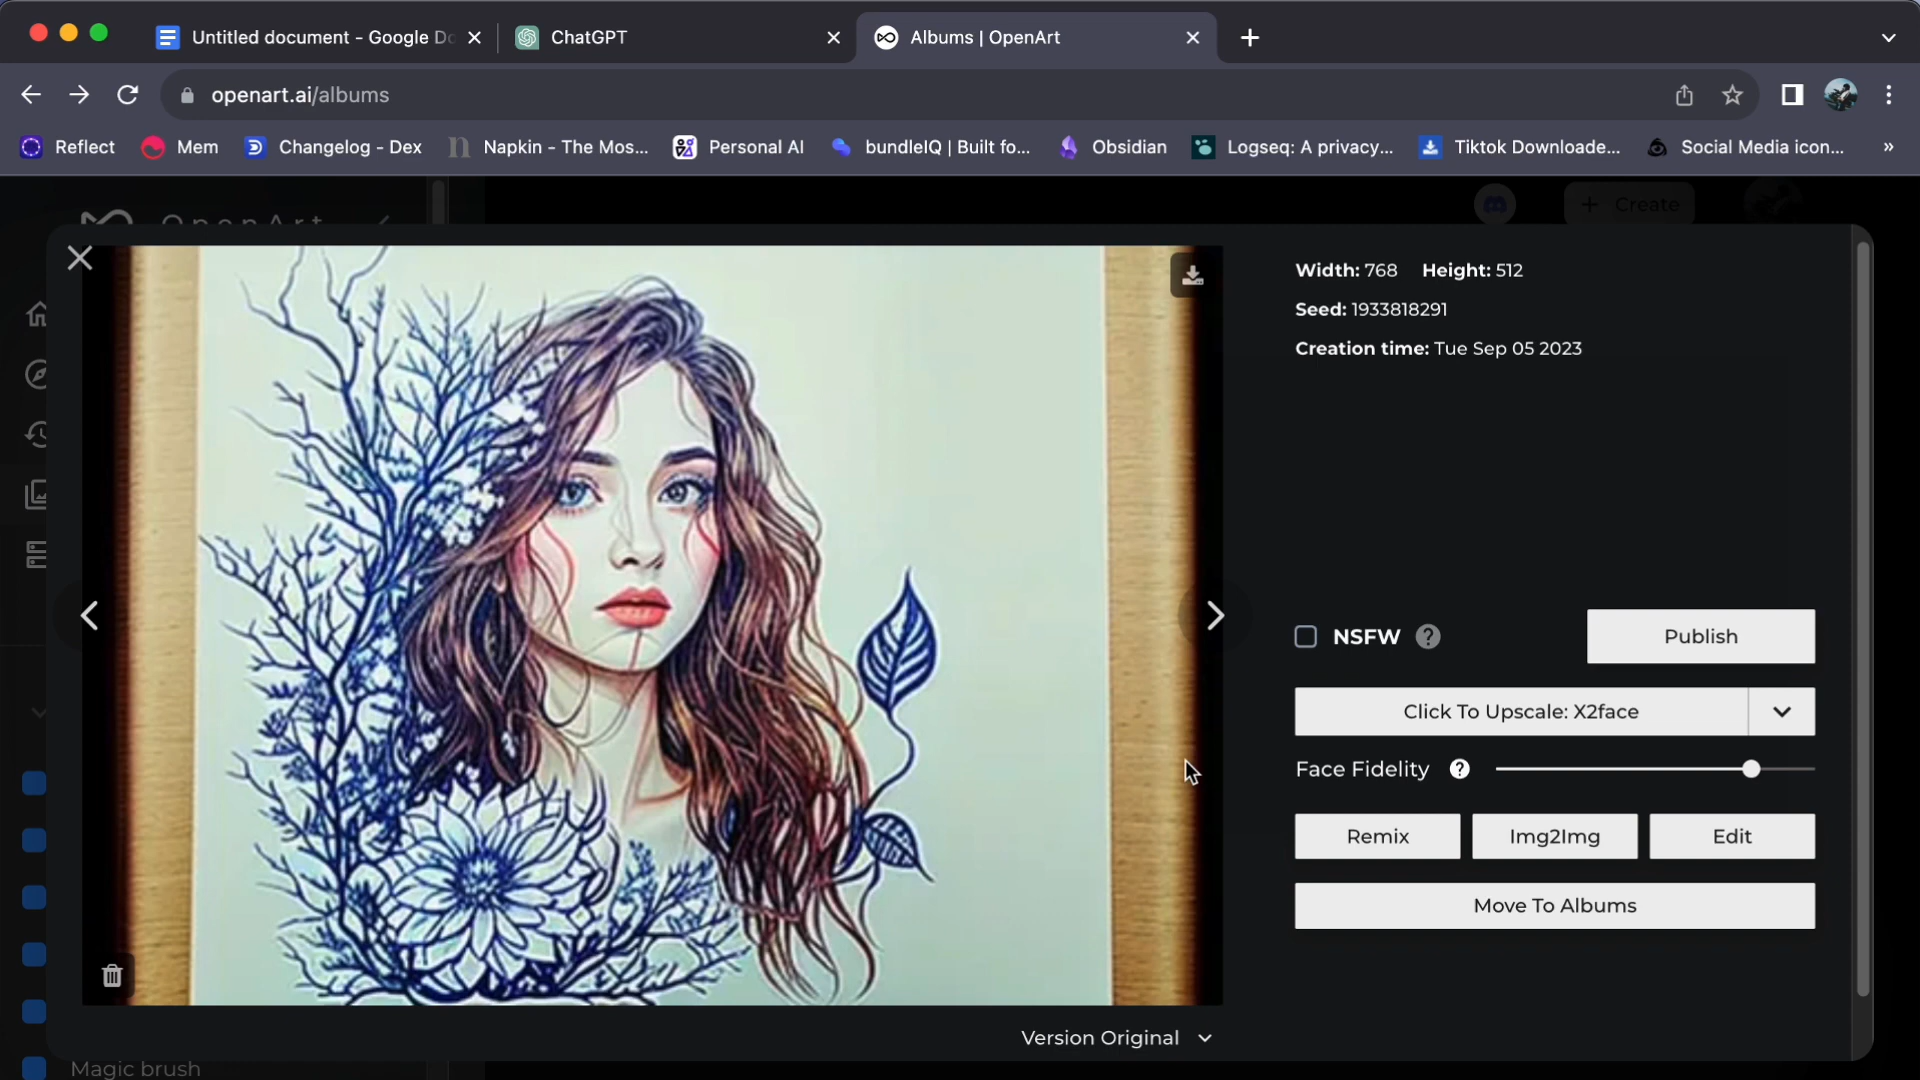 Untitled document - Google Do
ChatGPT
Albums | OpenArt
openart.ai/albums
Reflect
Mem
Changelog - Dex
Napkin - The Mos...
Personal AI
bundleIQ | Built fo...
Obsidian
Logseq: A privacy...
Tiktok Downloade...
Social Media icon...
»
OpenArt
+ Create
Width: 768 Height: 512
Seed: 1933818291
Creation time: Tue Sep 05 2023
NSFW ?
Publish
Click To Upscale: X2face
Face Fidelity ?
Remix
Img2Img
Edit
Move To Albums
Version Original
Magic brush